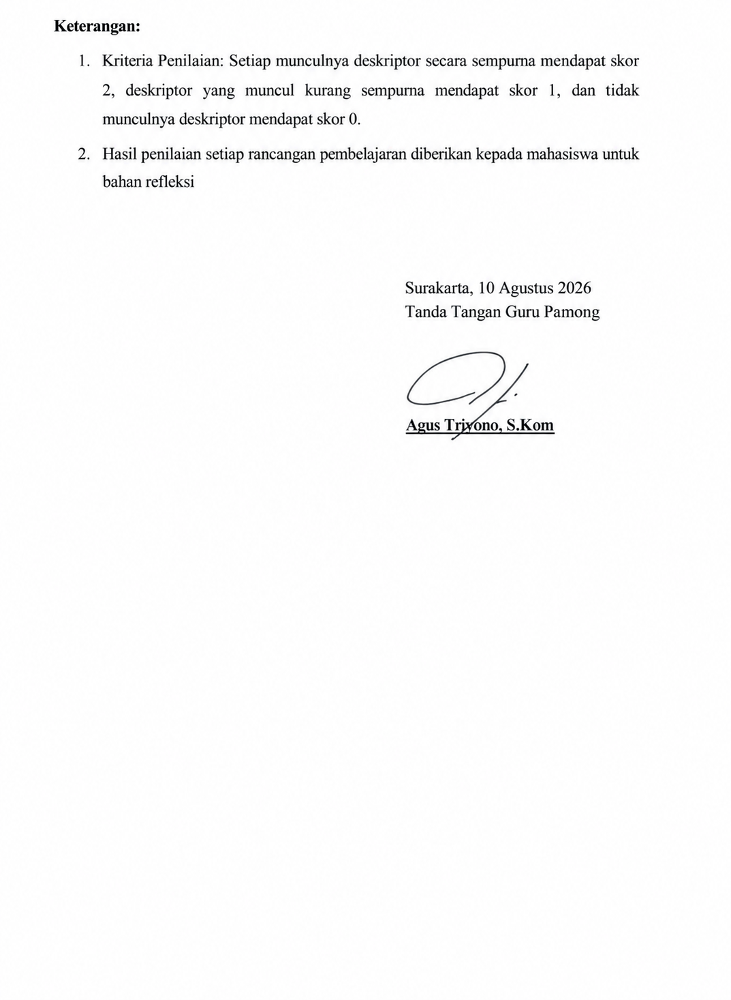 Keterangan:
1. Kriteria Penilaian: Setiap munculnya deskriptor secara sempurna mendapat skor
2, deskriptor yang muncul kurang sempurna mendapat skor 1, dan tidak
munculnya deskriptor mendapat skor 0.
2. Hasil penilaian setiap rancangan pembelajaran diberikan kepada mahasiswa untuk
bahan refleksi
Surakarta, 10 Agustus 2026
Tanda Tangan Guru Pamong
Agus Triyono, S.Kom